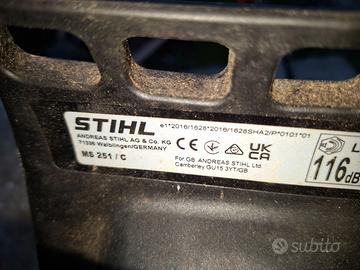 STIHL
e1*2016/1628*2016/1628SHA2/P*0101*01
ANDREAS STIHL AG & Co. KG
71336 Waiblingen/GERMANY
MS 251 / C
CE
UK
CA
For GB ANDREAS STIHL Ltd.
Camberley GU15 3YT/GB
L
116dB
subito